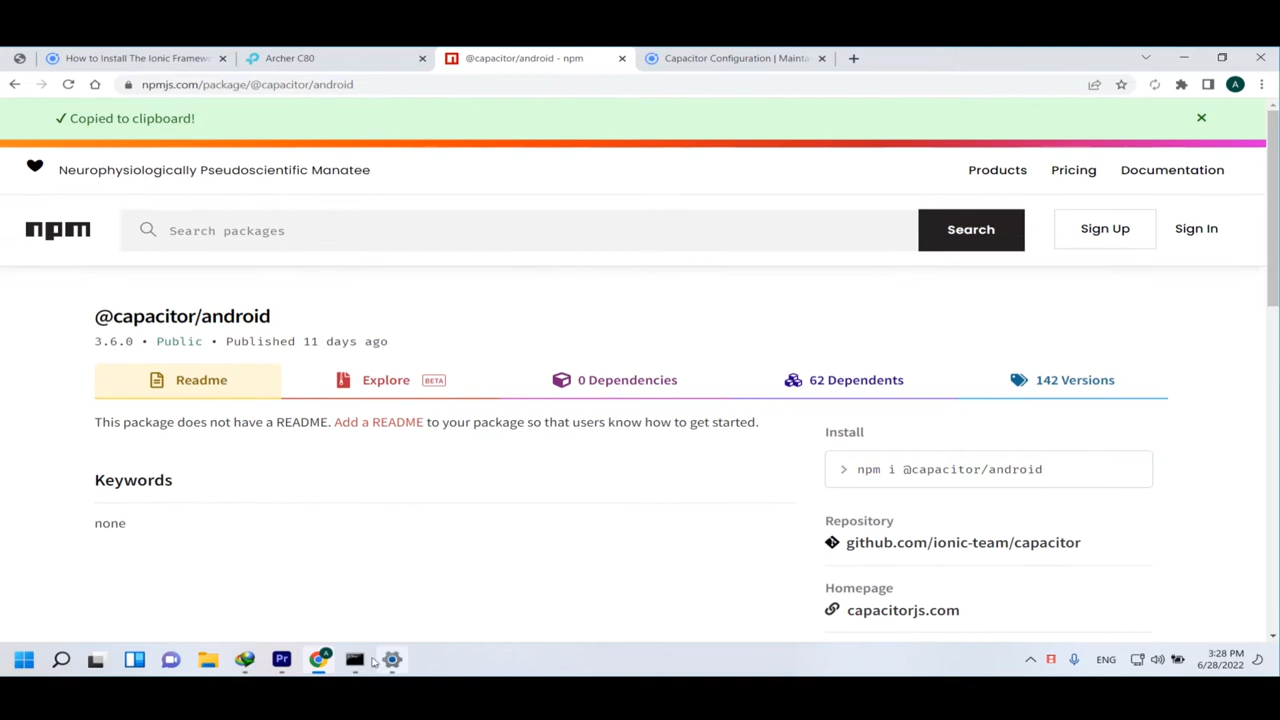 How to Install The Ionic Framewo
Archer C80
@capacitor/android - npm
Capacitor Configuration | Mainta
npmjs.com/package/@capacitor/android
A
✓ Copied to clipboard!
Neurophysiologically Pseudoscientific Manatee
Products
Pricing
Documentation
npm
Search packages
Search
Sign Up
Sign In
@capacitor/android
3.6.0 • Public • Published 11 days ago
Readme
Explore BETA
0 Dependencies
62 Dependents
142 Versions
This package does not have a README. Add a README to your package so that users know how to get started.
Install
> npm i @capacitor/android
Keywords
none
Repository
github.com/ionic-team/capacitor
Homepage
capacitorjs.com
Pr
A
ENG
3:28 PM
6/28/2022